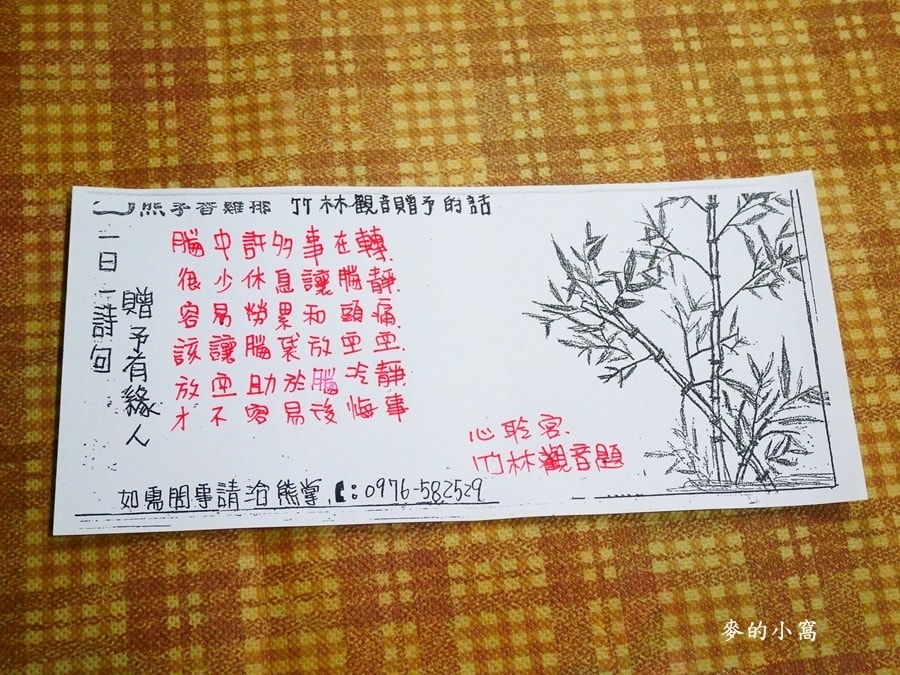 熊手香雞排 竹林觀音贈予的話
一日一詩句
贈予有緣人
腦中許多事在轉.
很少休息讓腦靜.
容易勞累和頭痛.
該讓腦袋放空空.
放空助於腦冷靜.
才不容易後悔事
心聆宮.
竹林觀音題
如需問事請洽熊掌. :0976-582529
麥的小窩